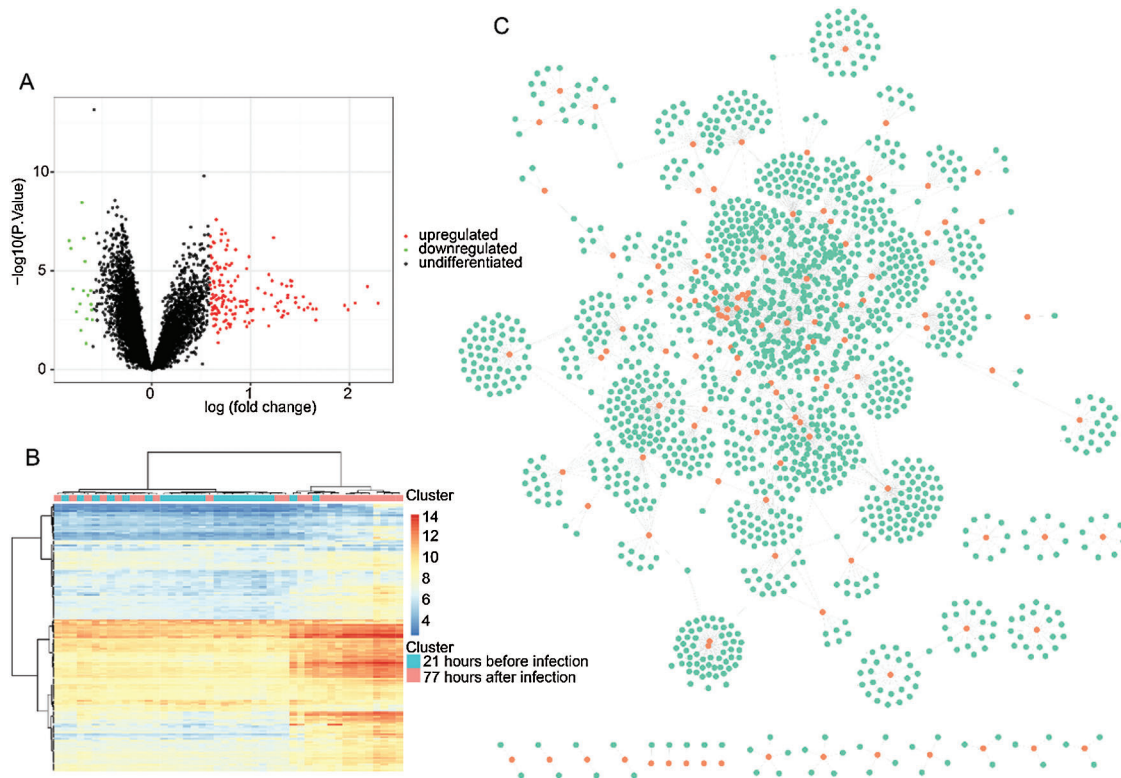 A
−log10(P.Value)
10
5
0
0
1
2
log (fold change)
upregulated
downregulated
undifferentiated
B
Cluster
14
12
10
8
6
4
Cluster
21 hours before infection
77 hours after infection
C